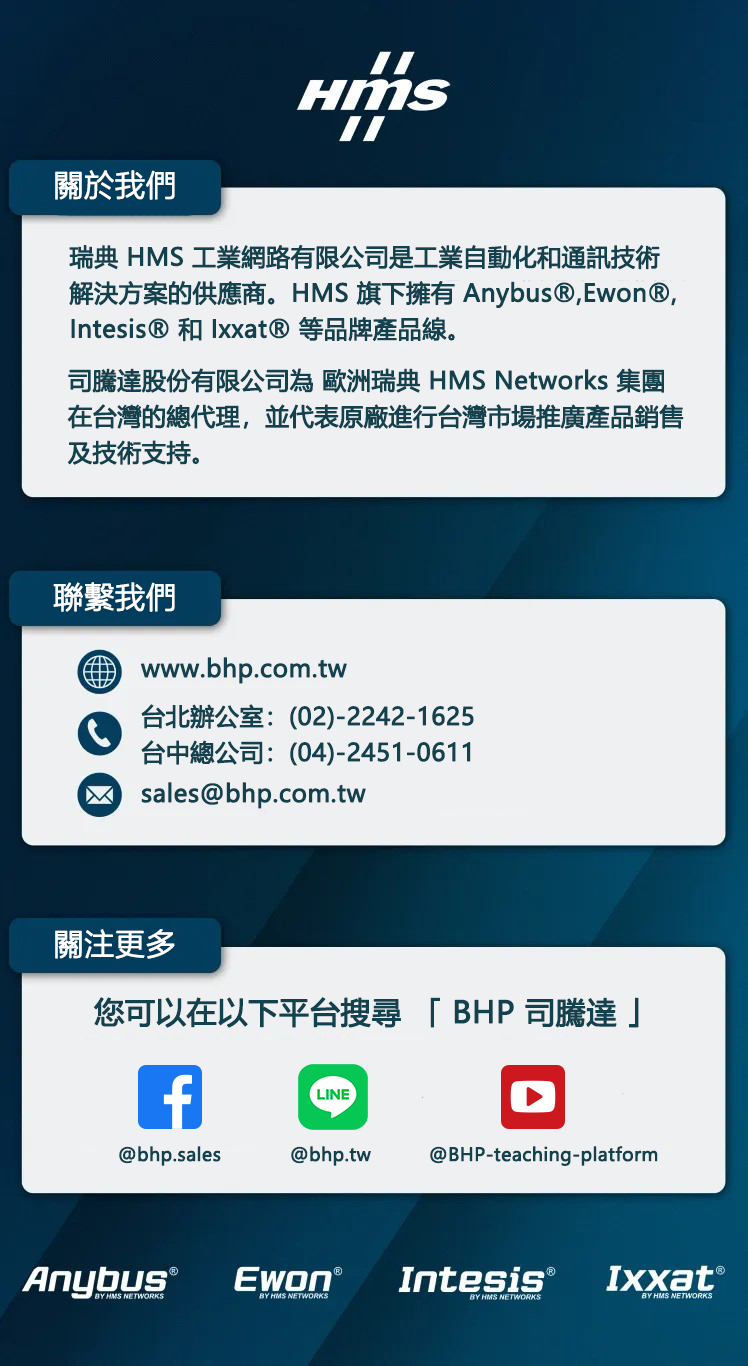 HMS
關於我們
瑞典 HMS 工業網路有限公司是工業自動化和通訊技術
解決方案的供應商。HMS 旗下擁有 Anybus®,Ewon®,
Intesis® 和 Ixxat® 等品牌產品線。
司騰達股份有限公司為 歐洲瑞典 HMS Networks 集團
在台灣的總代理，並代表原廠進行台灣市場推廣產品銷售
及技術支持。
聯繫我們
www.bhp.com.tw
台北辦公室：(02)-2242-1625
台中總公司：(04)-2451-0611
sales@bhp.com.tw
關注更多
您可以在以下平台搜尋 「 BHP 司騰達 」
LINE
@bhp.sales @bhp.tw @BHP-teaching-platform
Anybus® Ewon® Intesis® Ixxat®
BY HMS NETWORKS BY HMS NETWORKS BY HMS NETWORKS BY HMS NETWORKS